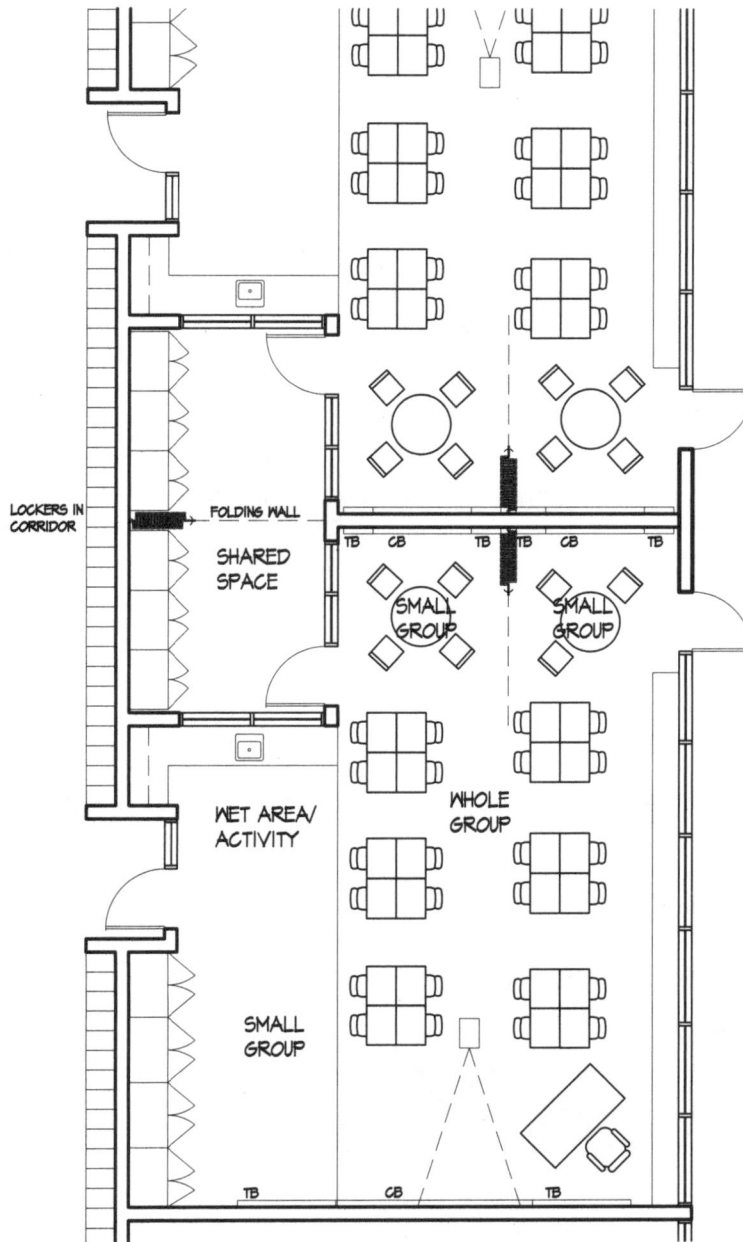 LOCKERS IN
CORRIDOR
FOLDING WALL
SHARED
SPACE
TB CB TB TB CB TB
SMALL
GROUP
SMALL
GROUP
WET AREA/
ACTIVITY
WHOLE
GROUP
SMALL
GROUP
TB CB TB